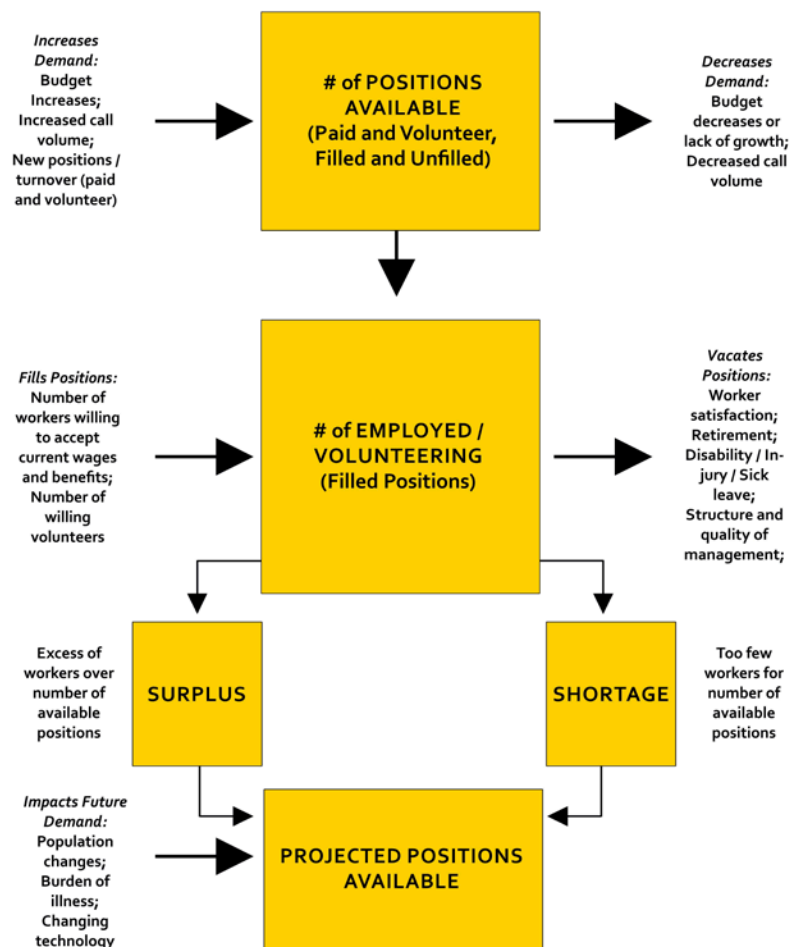 Increases
Demand:
Budget
Increases;
Increased call
volume;
New positions /
turnover (paid
and volunteer)
# of POSITIONS
AVAILABLE
(Paid and Volunteer,
Filled and Unfilled)
Decreases
Demand:
Budget
decreases or
lack of growth;
Decreased call
volume
Fills Positions:
Number of
workers willing
to accept
current wages
and benefits;
Number of
willing
volunteers
# of EMPLOYED /
VOLUNTEERING
(Filled Positions)
Vacates
Positions:
Worker
satisfaction;
Retirement;
Disability / In-
jury / Sick
leave;
Structure and
quality of
management;
Excess of
workers over
number of
available
positions
SURPLUS
SHORTAGE
Too few
workers for
number of
available
positions
Impacts Future
Demand:
Population
changes;
Burden of
illness;
Changing
technology
PROJECTED POSITIONS
AVAILABLE